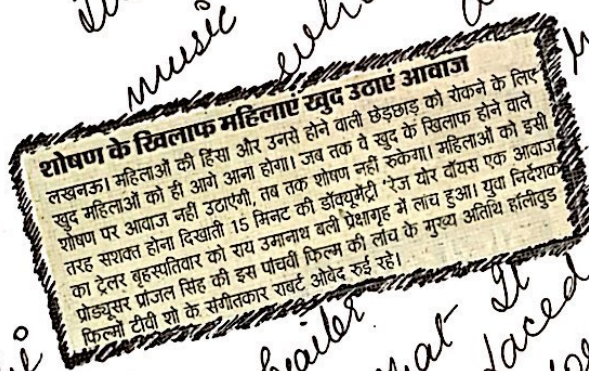 music
शोषण के खिलाफ महिलाएं खुद उठाएं आवाज
लखनऊ। महिलाओं की हिंसा और उनसे होने वाली छेड़छाड़ को रोकने के लिए
खुद महिलाओं को ही आगे आना होगा। जब तक वे खुद के खिलाफ होने वाले
शोषण पर आवाज नहीं उठाएंगी, तब तक शोषण नहीं रुकेगा। महिलाओं को इसी
तरह सशक्त होना दिखाती 15 मिनट की डॉक्यूमेंट्री 'रेज योर वॉयस एक आवाज
का ट्रेलर बृहस्पतिवार को राय उमानाथ बली प्रेक्षागृह में लांच हुआ। युवा निर्देशक
प्रोड्यूसर प्रांजल सिंह की इस पांचवीं फिल्म की लांच के मुख्य अतिथि हॉलीवुड
फिल्मों टीवी शो के संगीतकार राबर्ट ओवेद रुई रहे।